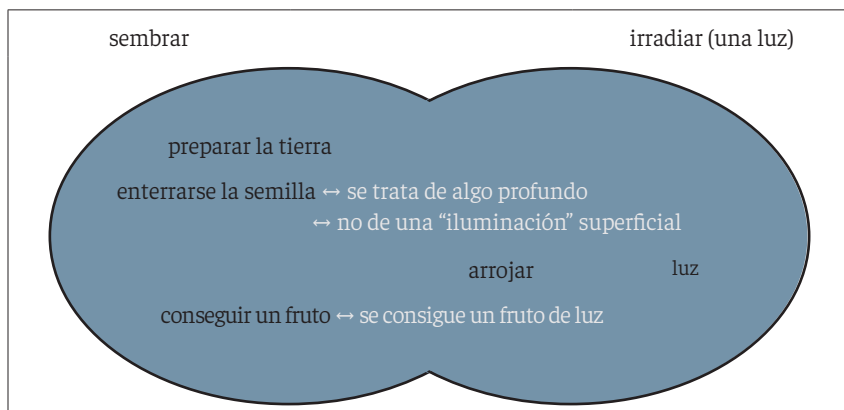 sembrar irradiar (una luz)
preparar la tierra
enterrarse la semilla ↔ se trata de algo profundo
↔ no de una “iluminación” superficial
arrojar luz
conseguir un fruto ↔ se consigue un fruto de luz